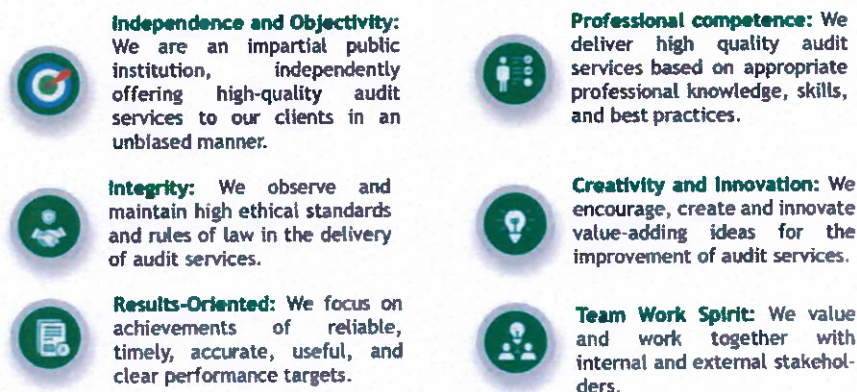 Independence and Objectivity:
We are an impartial public
institution, independently
offering high-quality audit
services to our clients in an
unbiased manner.
Integrity: We observe and
maintain high ethical standards
and rules of law in the delivery
of audit services.
Results-Oriented: We focus on
achievements of reliable,
timely, accurate, useful, and
clear performance targets.
Professional competence: We
deliver high quality audit
services based on appropriate
professional knowledge, skills,
and best practices.
Creativity and Innovation: We
encourage, create and innovate
value-adding ideas for the
improvement of audit services.
Team Work Spirit: We value
and work together with
internal and external stakehol-
ders.